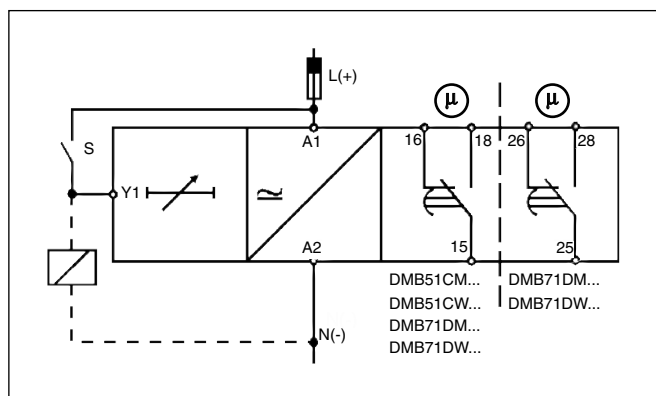 L(+)
μ μ
S
A1
16 18 26 28
Y1
A2
15 25
DMB51CM... DMB71DM...
DMB51CW... DMB71DW...
DMB71DM...
DMB71DW...
N(-)